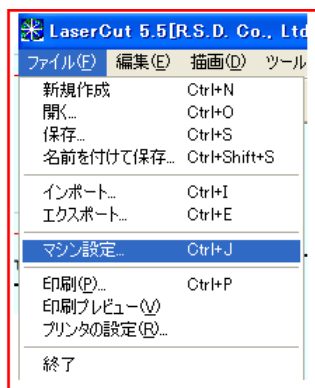 LaserCut 5.5[R.S.D. Co., Ltd
ファイル(F) 編集(E) 描画(D) ツール
新規作成 Ctrl+N
開く... Ctrl+O
保存... Ctrl+S
名前を付けて保存... Ctrl+Shift+S
インポート... Ctrl+I
エクスポート... Ctrl+E
マシン設定... Ctrl+J
印刷(P)... Ctrl+P
印刷プレビュー(V)
プリンタの設定(R)...
終了